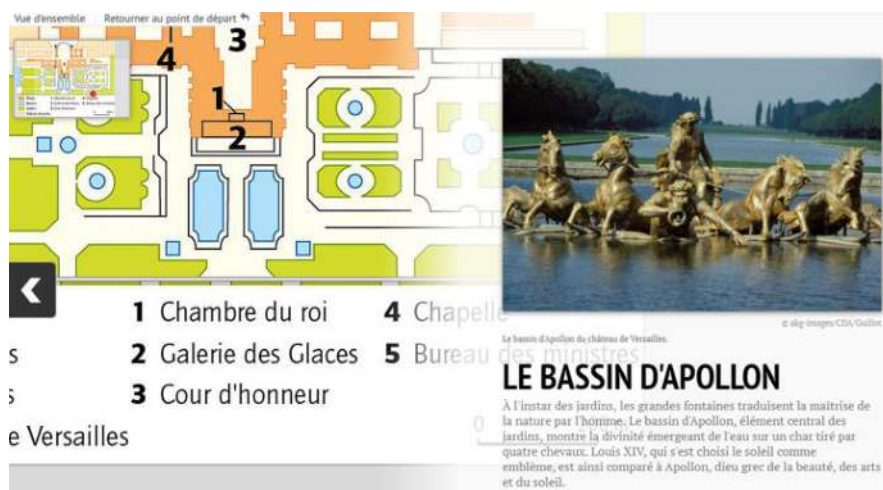 Vue d'ensemble Retourner au point de départ
3
4
1
2
1 Chambre du roi 4 Chapelle
2 Galerie des Glaces 5 Bureau des ministres
3 Cour d'honneur
s
s
e Versailles
0
© akg-images/CDA/Guillot
Le bassin d'Apollon du château de Versailles.
LE BASSIN D'APOLLON
À l'instar des jardins, les grandes fontaines traduisent la maitrise de
la nature par l'homme. Le bassin d'Apollon, élément central des
jardins, montre la divinité émergeant de l'eau sur un char tiré par
quatre chevaux. Louis XIV, qui s'est choisi le soleil comme
emblème, est ainsi comparé à Apollon, dieu grec de la beauté, des arts
et du soleil.